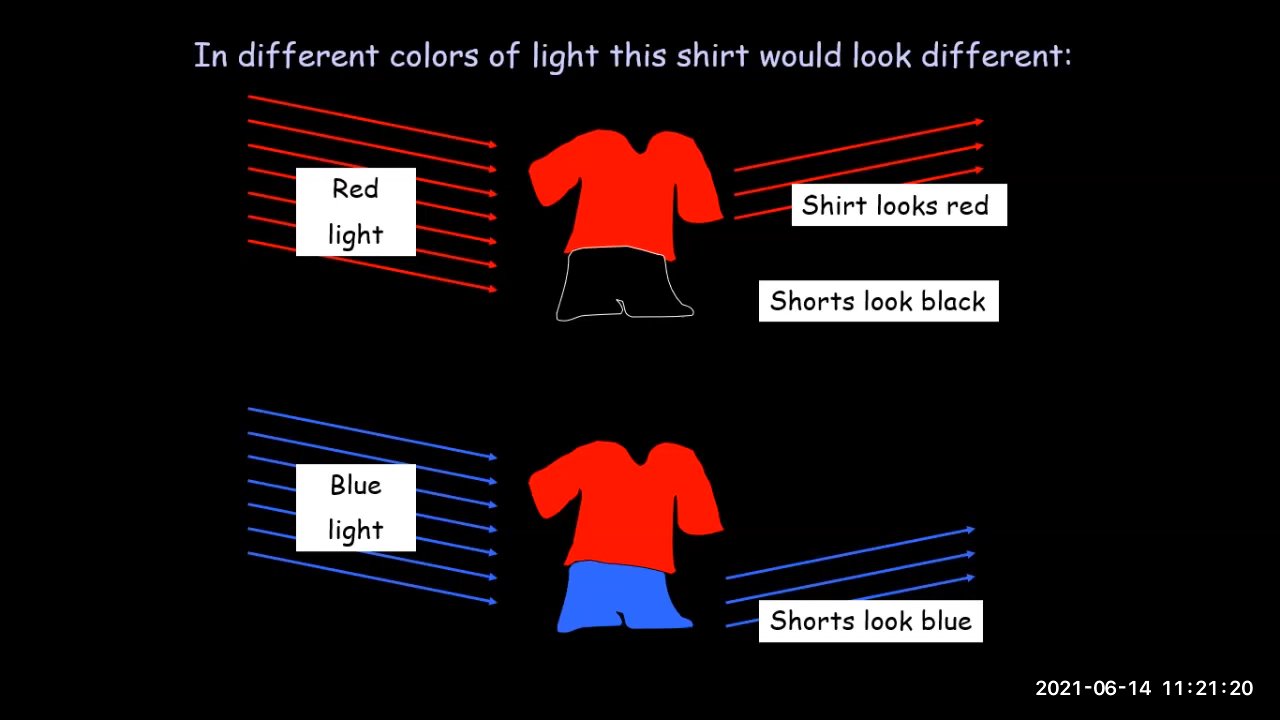 In different colors of light this shirt would look different:
Red
light
Shirt looks red
Shorts look black
Blue
light
Shorts look blue
2021-06-14 11:21:20